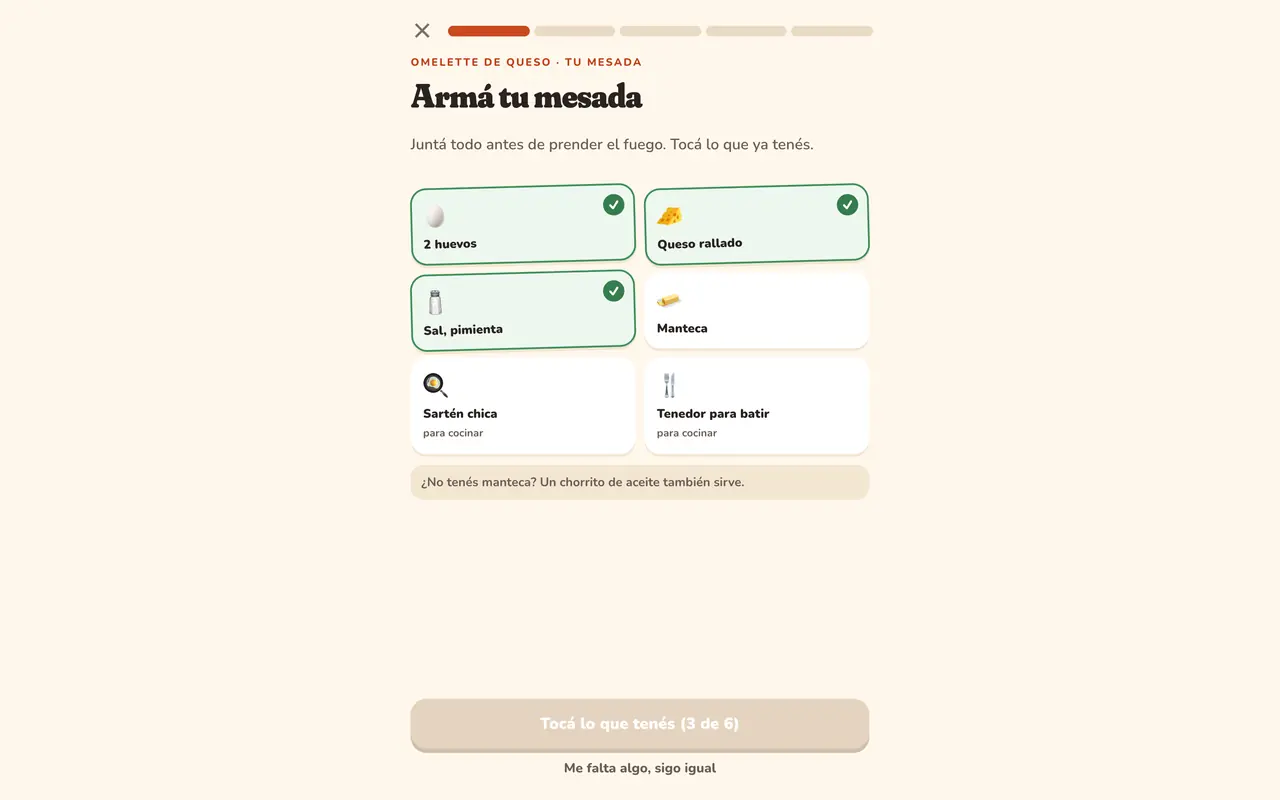 OMELETTE DE QUESO · TU MESADA
Armá tu mesada
Juntá todo antes de prender el fuego. Tocá lo que ya tenés.
2 huevos
Queso rallado
Sal, pimienta
Manteca
Sartén chica
para cocinar
Tenedor para batir
para cocinar
¿No tenés manteca? Un chorrito de aceite también sirve.
Tocá lo que tenés (3 de 6)
Me falta algo, sigo igual